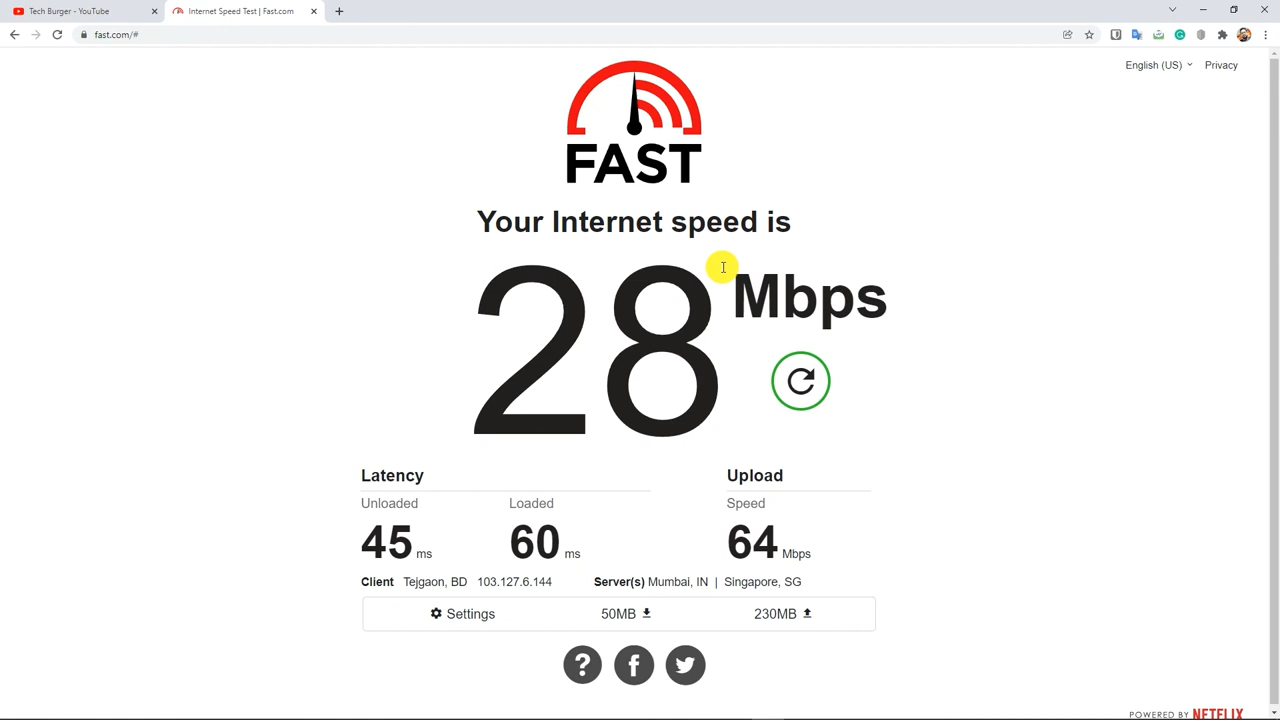 Tech Burger - YouTube
Internet Speed Test | Fast.com
fast.com/#
English (US)
Privacy
FAST
Your Internet speed is
28 Mbps
Latency
Upload
Unloaded
Loaded
Speed
45 ms
60 ms
64 Mbps
Client Tejgaon, BD 103.127.6.144 Server(s) Mumbai, IN | Singapore, SG
Settings
50MB
230MB
POWERED BY NETFLIX